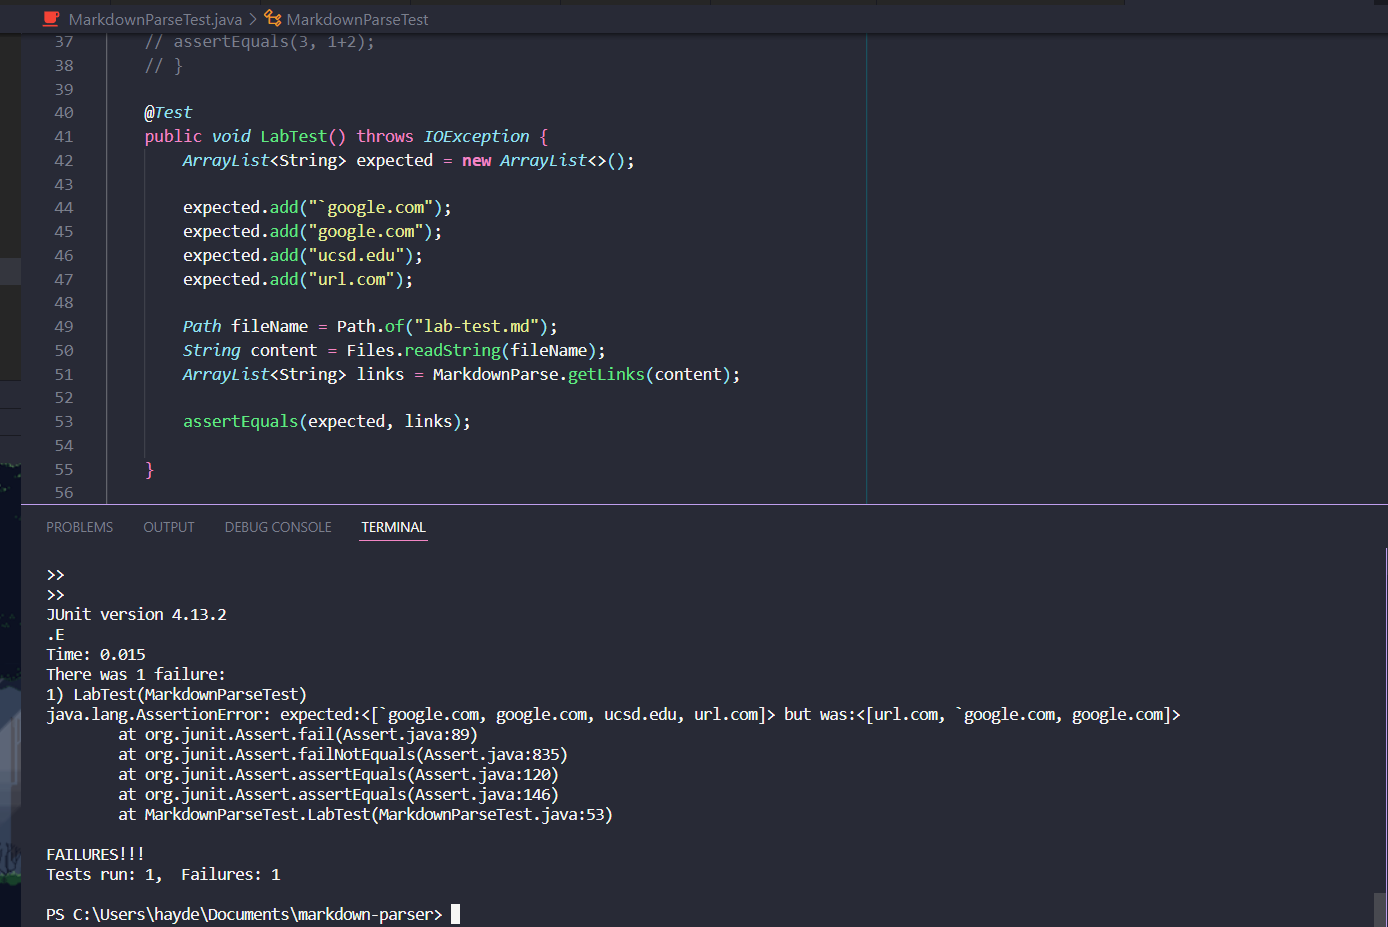 MarkdownParseTest.java > MarkdownParseTest
37 // assertEquals(3, 1+2);
38 // }
39
40 @Test
41 public void LabTest() throws IOException {
42 ArrayList<String> expected = new ArrayList<>();
43
44 expected.add("`google.com");
45 expected.add("google.com");
46 expected.add("ucsd.edu");
47 expected.add("url.com");
48
49 Path fileName = Path.of("lab-test.md");
50 String content = Files.readString(fileName);
51 ArrayList<String> links = MarkdownParse.getLinks(content);
52
53 assertEquals(expected, links);
54
55 }
56
PROBLEMS OUTPUT DEBUG CONSOLE TERMINAL
>>
>>
JUnit version 4.13.2
.E
Time: 0.015
There was 1 failure:
1) LabTest(MarkdownParseTest)
java.lang.AssertionError: expected:<[`google.com, google.com, ucsd.edu, url.com]> but was:<[url.com, `google.com, google.com]>
at org.junit.Assert.fail(Assert.java:89)
at org.junit.Assert.failNotEquals(Assert.java:835)
at org.junit.Assert.assertEquals(Assert.java:120)
at org.junit.Assert.assertEquals(Assert.java:146)
at MarkdownParseTest.LabTest(MarkdownParseTest.java:53)
FAILURES!!!
Tests run: 1,  Failures: 1
PS C:\Users\hayde\Documents\markdown-parser>